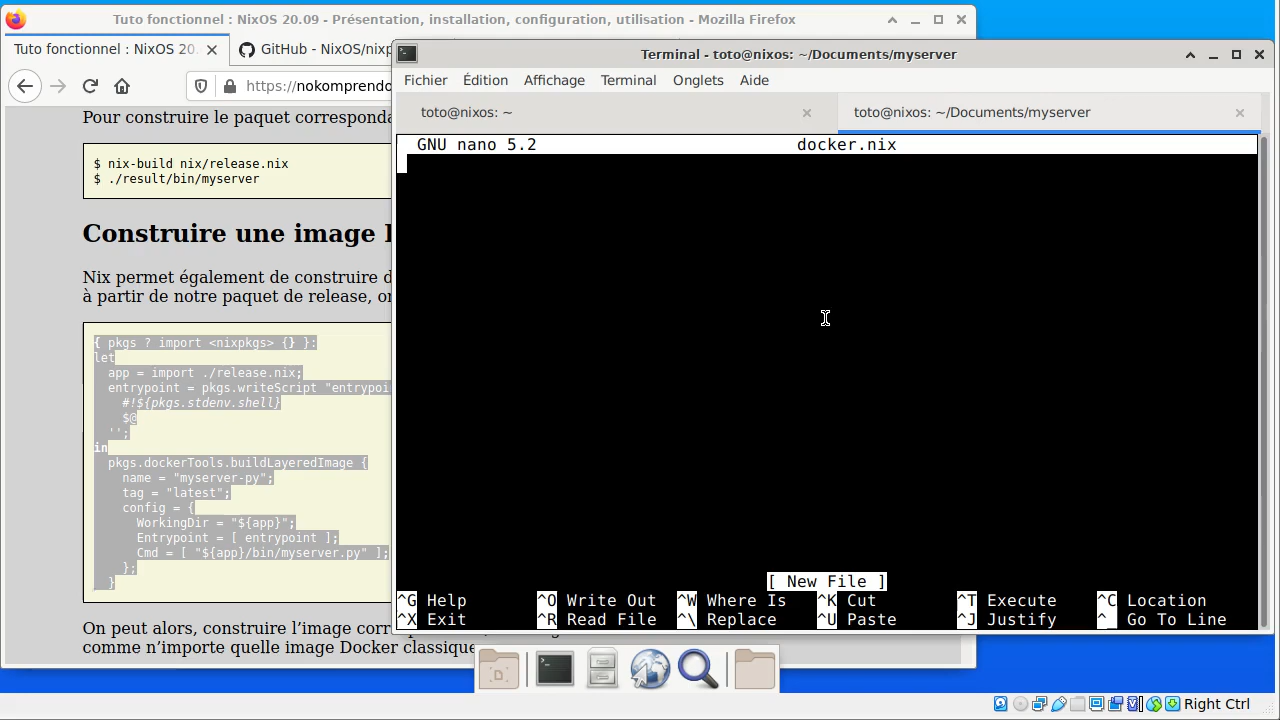 Tuto fonctionnel : NixOS 20.09 - Présentation, installation, configuration, utilisation - Mozilla Firefox
Tuto fonctionnel : NixOS 20.
GitHub - NixOS/nixp
https://nokomprendo
Pour construire le paquet corresponda
$ nix-build nix/release.nix
$ ./result/bin/myserver
Construire une image
Nix permet également de construire d
à partir de notre paquet de release, on
{ pkgs ? import <nixpkgs> {} }:
let
app = import ./release.nix;
entrypoint = pkgs.writeScript "entrypoi
#!${pkgs.stdenv.shell}
$@
'';
in
pkgs.dockerTools.buildLayeredImage {
name = "myserver-py";
tag = "latest";
config = {
WorkingDir = "${app}";
Entrypoint = [ entrypoint ];
Cmd = [ "${app}/bin/myserver.py" ];
};
}
On peut alors, construire l’image corr
comme n’importe quelle image Docker classique
Terminal - toto@nixos: ~/Documents/myserver
Fichier Édition Affichage Terminal Onglets Aide
toto@nixos: ~
toto@nixos: ~/Documents/myserver
GNU nano 5.2 docker.nix
[ New File ]
^G Help ^O Write Out ^W Where Is ^K Cut ^T Execute ^C Location
^X Exit ^R Read File ^\ Replace ^U Paste ^J Justify ^_ Go To Line
Right Ctrl